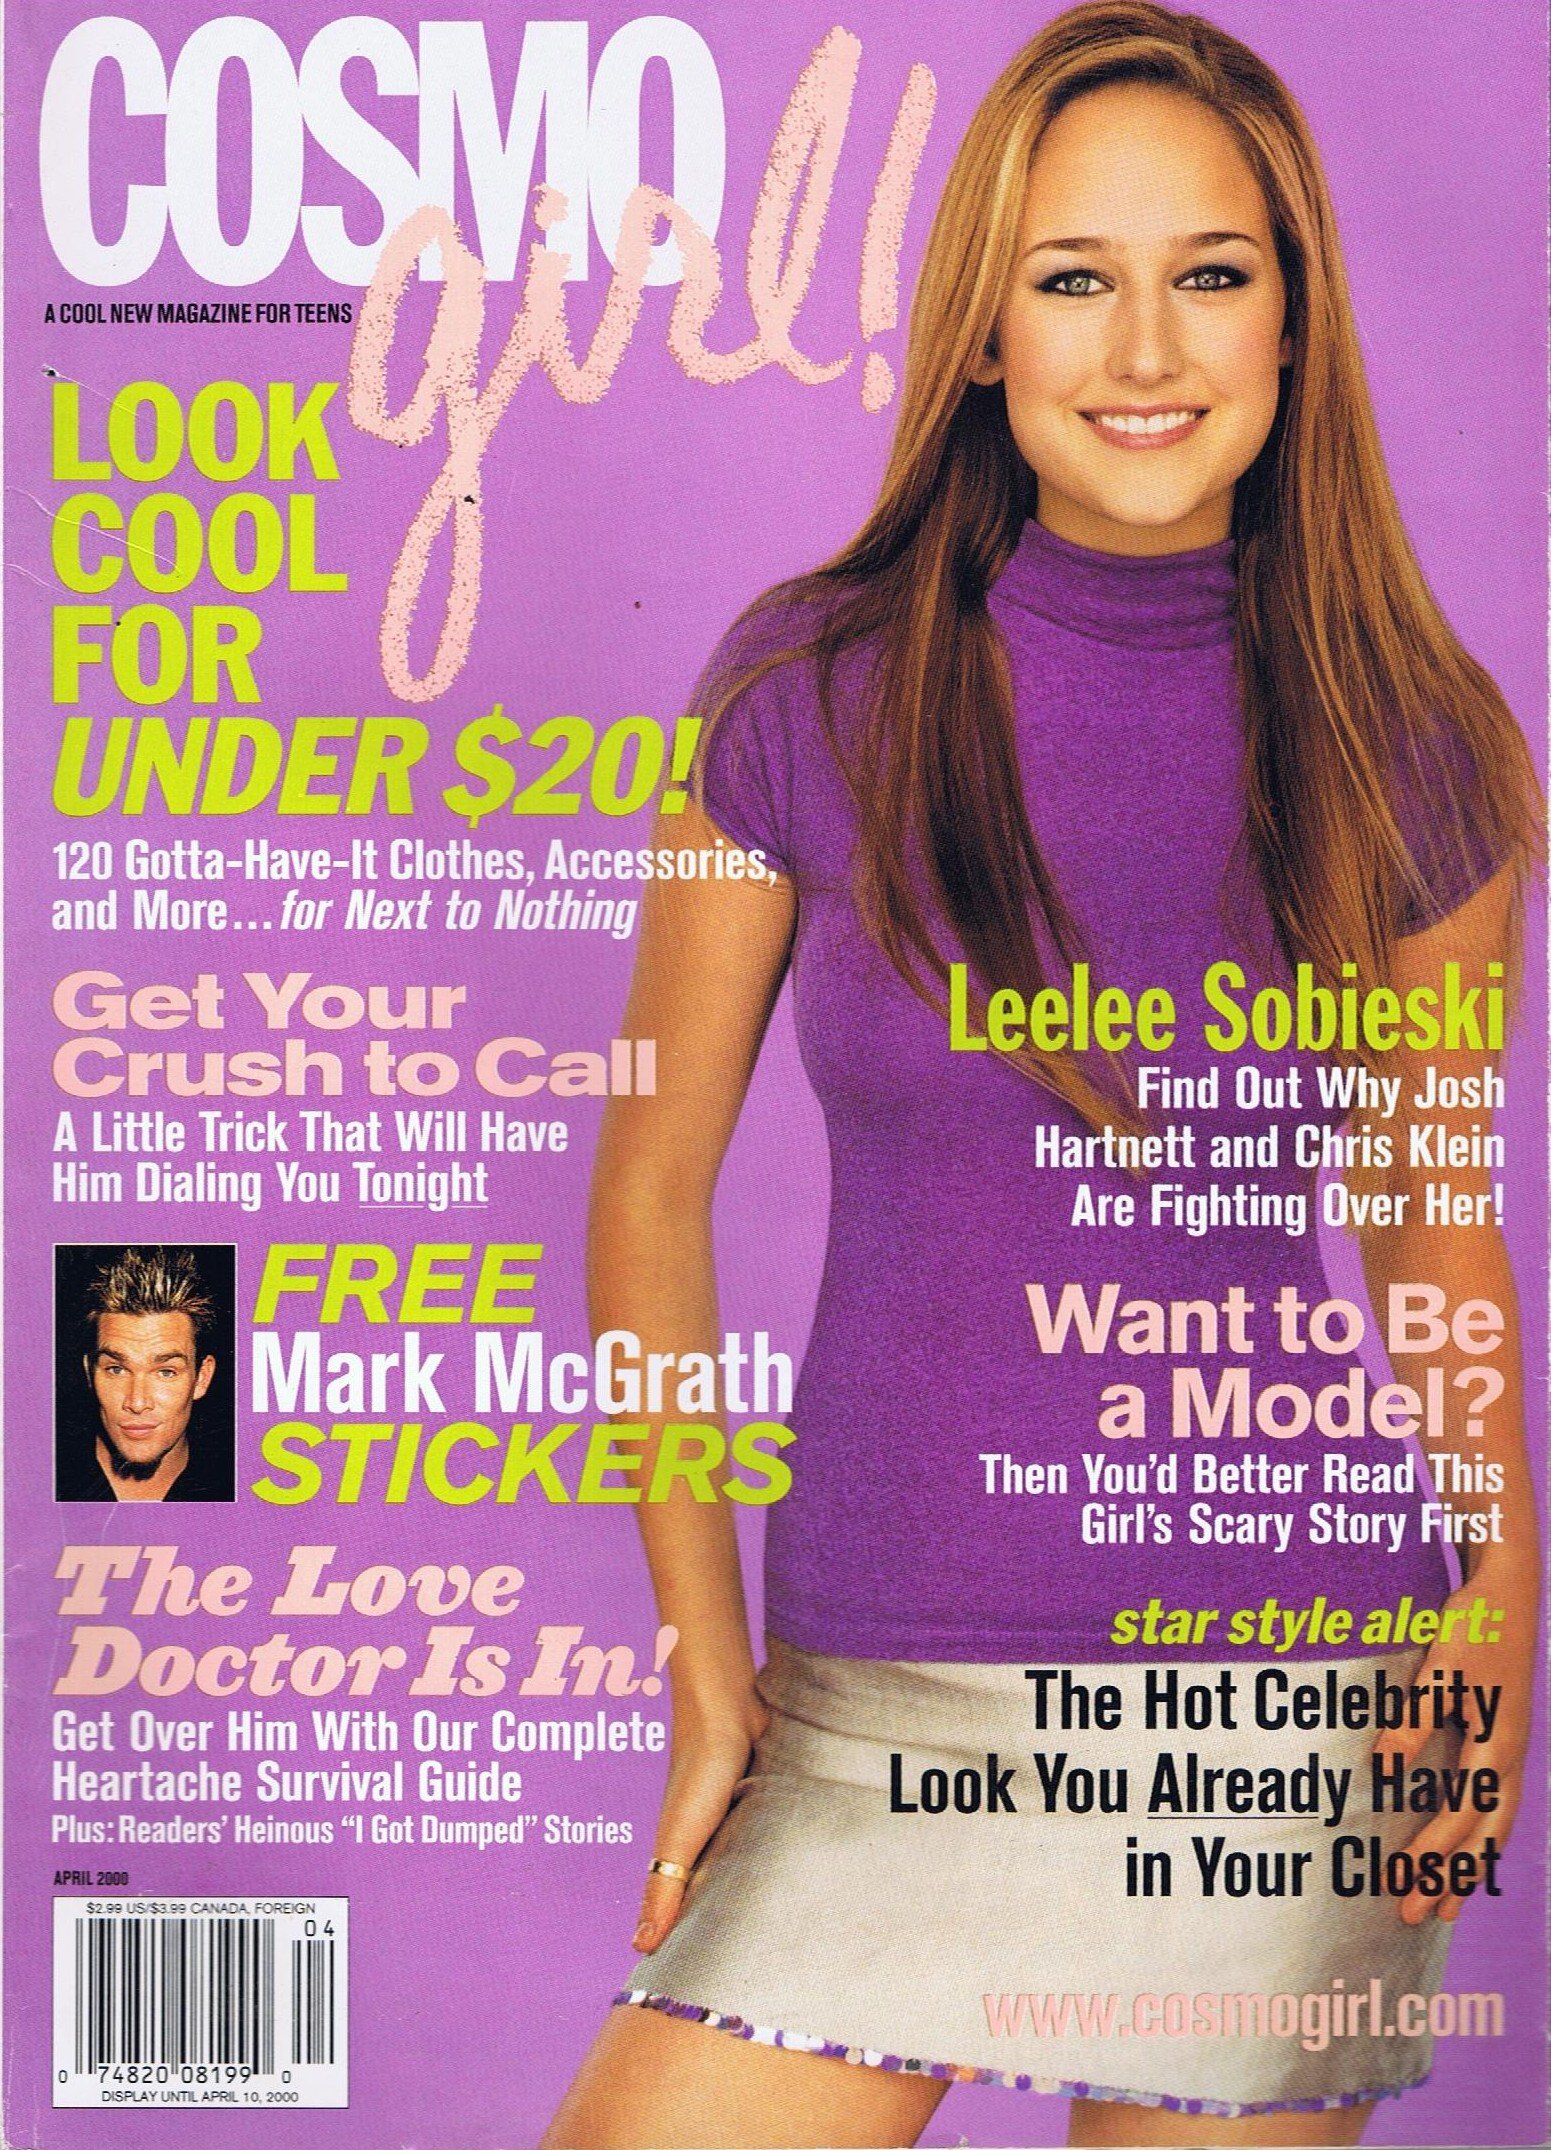 COSMO
girl!
A COOL NEW MAGAZINE FOR TEENS
LOOK
COOL
FOR
UNDER $20!
120 Gotta-Have-It Clothes, Accessories,
and More...for Next to Nothing
Get Your
Crush to Call
A Little Trick That Will Have
Him Dialing You Tonight
FREE
Mark McGrath
STICKERS
The Love
Doctor Is In!
Get Over Him With Our Complete
Heartache Survival Guide
Plus: Readers' Heinous “I Got Dumped” Stories
APRIL 2000
$2.99 US/$3.99 CANADA, FOREIGN
04
0 74820 08199 0
DISPLAY UNTIL APRIL 10, 2000
Leelee Sobieski
Find Out Why Josh
Hartnett and Chris Klein
Are Fighting Over Her!
Want to Be
a Model?
Then You'd Better Read This
Girl's Scary Story First
star style alert:
The Hot Celebrity
Look You Already Have
in Your Closet
www.cosmogirl.com